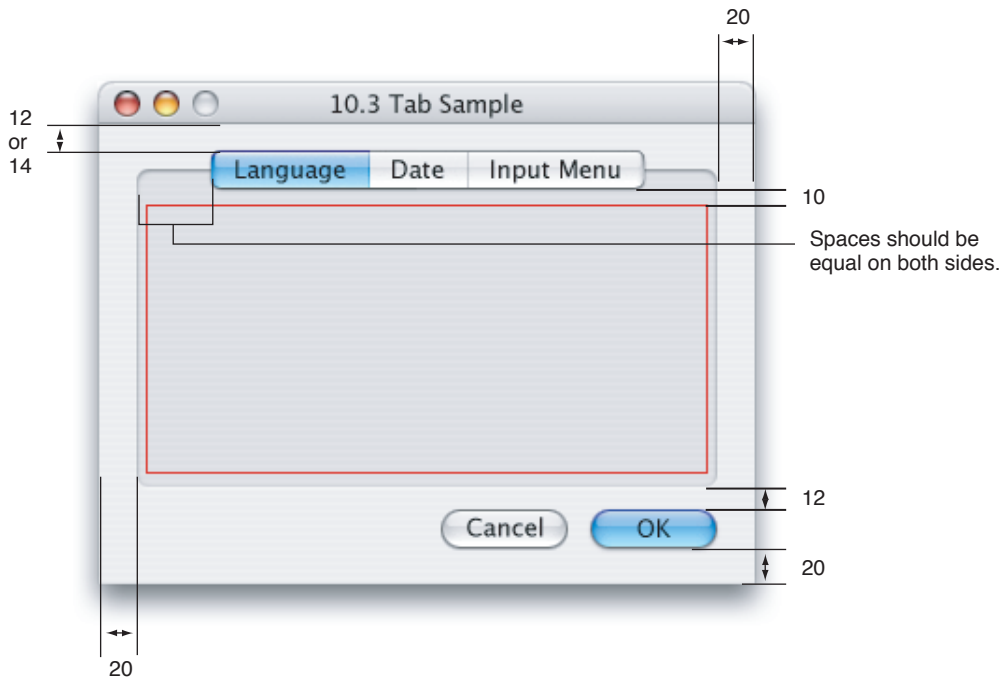 20
10.3 Tab Sample
12
or
14
Language Date Input Menu
10
Spaces should be
equal on both sides.
12
Cancel OK
20
20